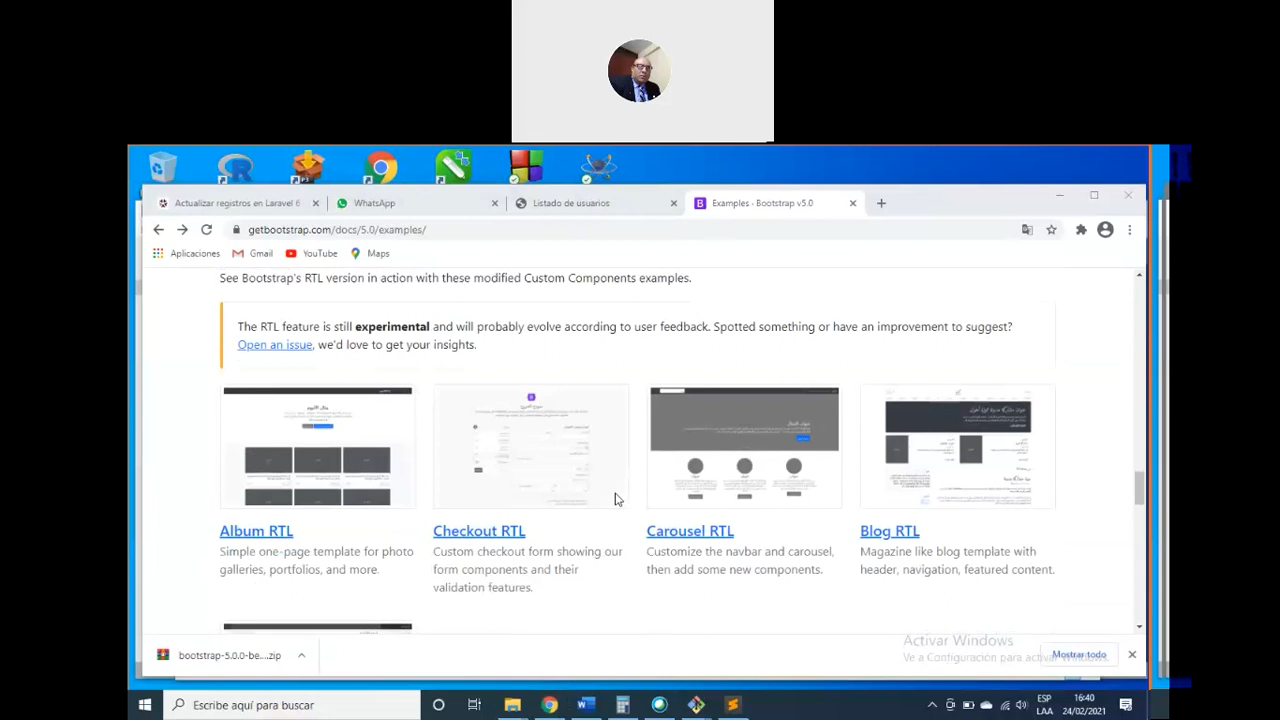 Actualizar registros en Laravel 6
WhatsApp
Listado de usuarios
Examples · Bootstrap v5.0
getbootstrap.com/docs/5.0/examples/
Aplicaciones
Gmail
YouTube
Maps
See Bootstrap's RTL version in action with these modified Custom Components examples.
The RTL feature is still experimental and will probably evolve according to user feedback. Spotted something or have an improvement to suggest?
Open an issue, we'd love to get your insights.
Album RTL
Simple one-page template for photo
galleries, portfolios, and more.
Checkout RTL
Custom checkout form showing our
form components and their
validation features.
Carousel RTL
Customize the navbar and carousel,
then add some new components.
Blog RTL
Magazine like blog template with
header, navigation, featured content.
Activar Windows
Ve a Configuración para activar Windows.
bootstrap-5.0.0-be....zip
Mostrar todo
Escribe aquí para buscar
ESP
LAA
16:40
24/02/2021